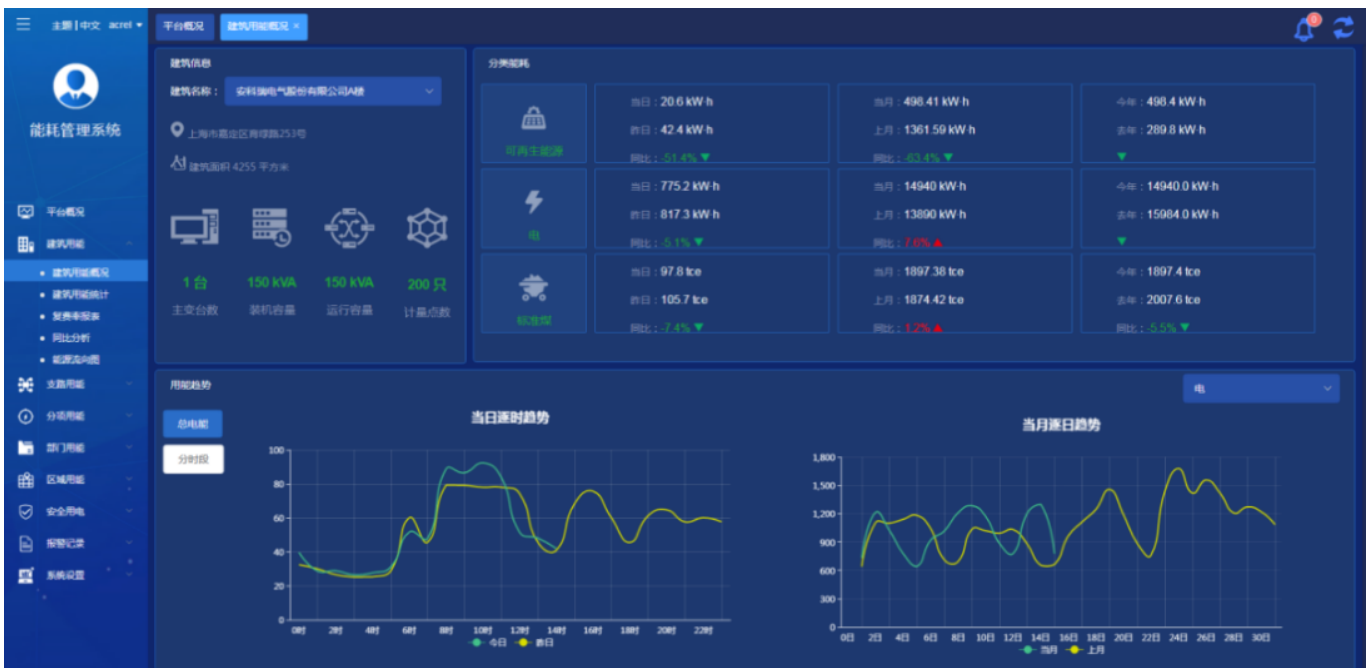 主题|中文 acrel
平台概况 建筑用能概况 ×
0
能耗管理系统
平台概况
建筑用能
建筑用能概况
建筑用能统计
复费率报表
同比分析
能源流向图
支路用能
分项用能
部门用能
区域用能
安全用电
报警记录
系统设置
建筑信息
建筑名称： 安科瑞电气股份有限公司A楼
上海市嘉定区育绿路253号
建筑面积 4255 平方米
1 台 150 kVA 150 kVA 200 只
主变台数 装机容量 运行容量 计量点数
分类能耗
可再生能源
当日：20.6 kW·h 当月：498.41 kW·h 今年：498.4 kW·h
昨日：42.4 kW·h 上月：1361.59 kW·h 去年：289.8 kW·h
同比：-51.4% ▼ 同比：-63.4% ▼ ▼
电
当日：775.2 kW·h 当月：14940 kW·h 今年：14940.0 kW·h
昨日：817.3 kW·h 上月：13890 kW·h 去年：15984.0 kW·h
同比：-5.1% ▼ 同比：7.6% ▲ ▼
标准煤
当日：97.8 tce 当月：1897.38 tce 今年：1897.4 tce
昨日：105.7 tce 上月：1874.42 tce 去年：2007.6 tce
同比：-7.4% ▼ 同比：1.2% ▲ 同比：-5.5% ▼
用能趋势
电
总电能
分时段
当日逐时趋势
100
80
60
40
20
0
0时 2时 4时 6时 8时 10时 12时 14时 16时 18时 20时 22时
今日 昨日
当月逐日趋势
1,800
1,500
1,200
900
600
300
0
0日 2日 4日 6日 8日 10日 12日 14日 16日 18日 20日 22日 24日 26日 28日 30日
当月 上月